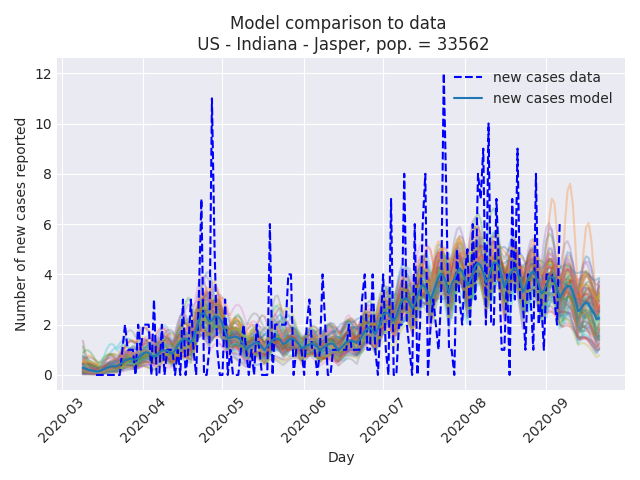 Model comparison to data
US - Indiana - Jasper, pop. = 33562
Number of new cases reported
12
10
8
6
4
2
0
new cases data
new cases model
2020-03
2020-04
2020-05
2020-06
2020-07
2020-08
2020-09
Day